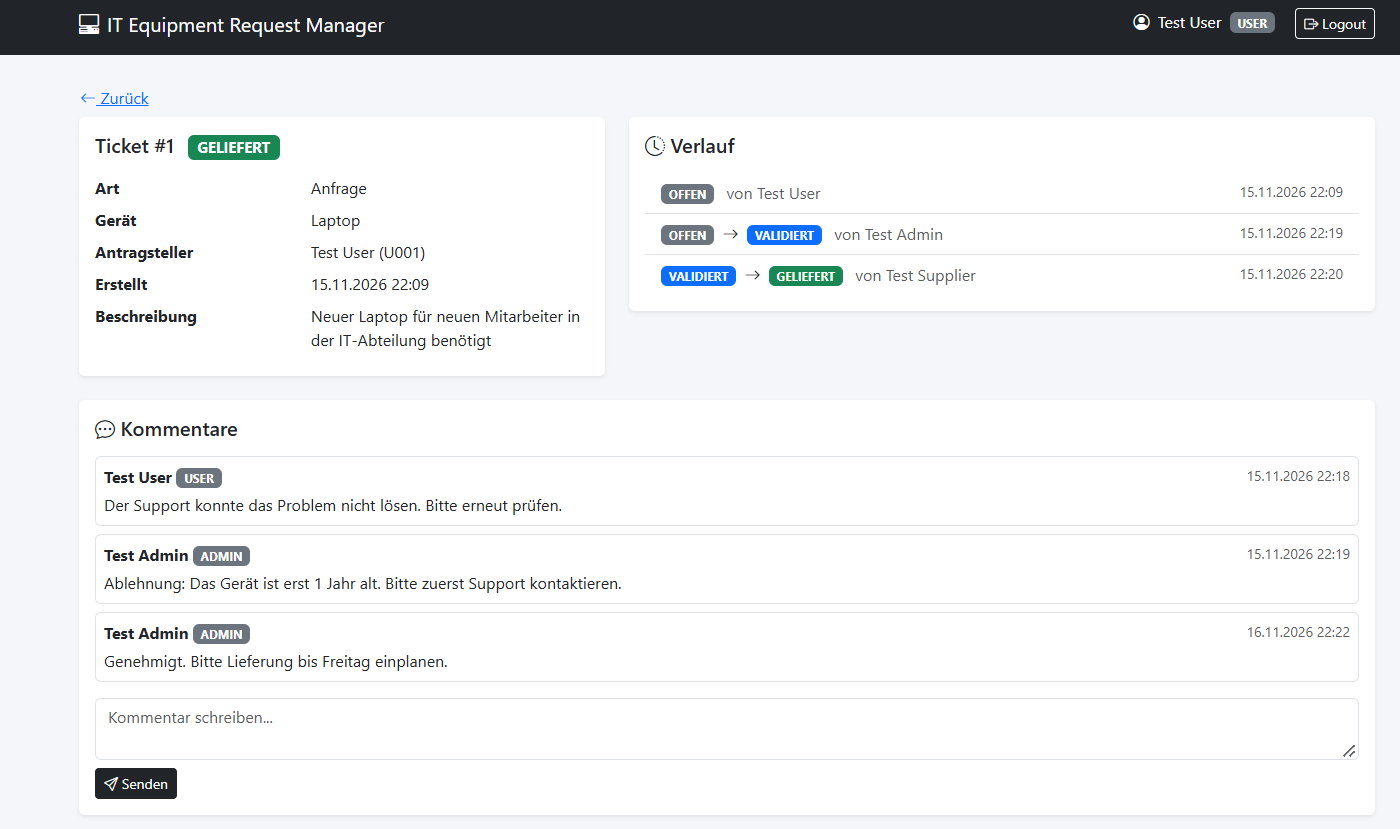 IT Equipment Request Manager
Test User USER Logout
← Zurück
Ticket #1 GELIEFERT
Art Anfrage
Gerät Laptop
Antragsteller Test User (U001)
Erstellt 15.11.2026 22:09
Beschreibung Neuer Laptop für neuen Mitarbeiter in
der IT-Abteilung benötigt
Verlauf
OFFEN von Test User 15.11.2026 22:09
OFFEN → VALIDIERT von Test Admin 15.11.2026 22:19
VALIDIERT → GELIEFERT von Test Supplier 15.11.2026 22:20
Kommentare
Test User USER 15.11.2026 22:18
Der Support konnte das Problem nicht lösen. Bitte erneut prüfen.
Test Admin ADMIN 15.11.2026 22:19
Ablehnung: Das Gerät ist erst 1 Jahr alt. Bitte zuerst Support kontaktieren.
Test Admin ADMIN 16.11.2026 22:22
Genehmigt. Bitte Lieferung bis Freitag einplanen.
Kommentar schreiben...
Senden